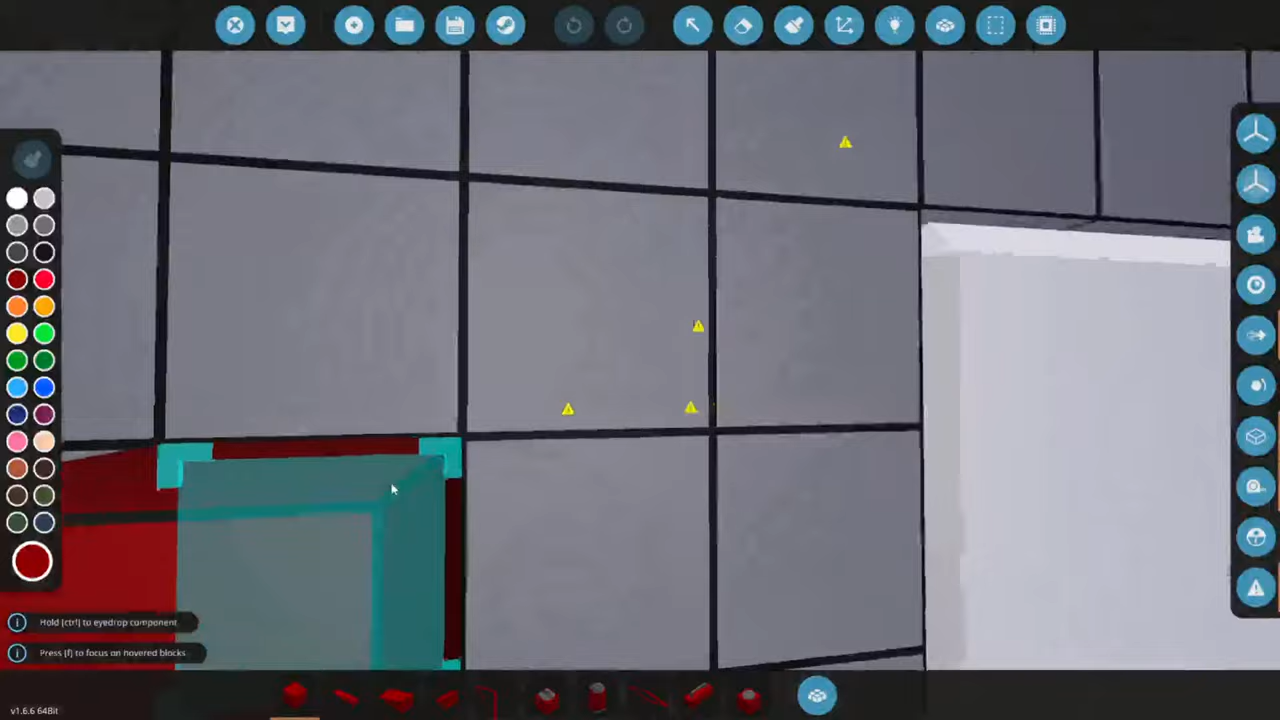 Hold [ctrl] to eyedrop component
Press [f] to focus on hovered blocks
v1.6.6 64Bit